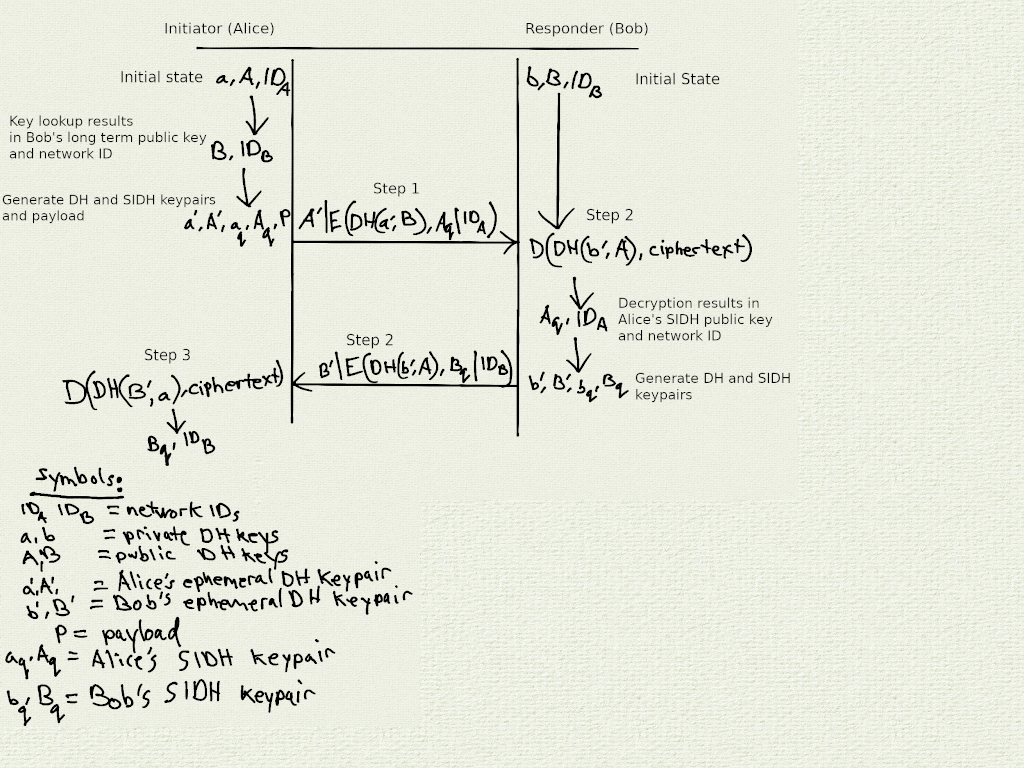 Initiator (Alice)
Responder (Bob)
Initial state
a, A, ID_A
b, B, ID_B
Initial State
Key lookup results
in Bob's long term public key
and network ID
B, ID_B
Generate DH and SIDH keypairs
and payload
a', A', a_q, A_q, P
Step 1
A'|E(DH(a', B), A_q|ID_A)
Step 2
D(DH(b', A), ciphertext)
A_q, ID_A
Decryption results in
Alice's SIDH public key
and network ID
b', B', b_q, B_q
Generate DH and SIDH
keypairs
Step 2
B'|E(DH(b', A), B_q|ID_B)
Step 3
D(DH(B', a), ciphertext)
B_q, ID_B
Symbols:
ID_A ID_B = network IDs
a, b = private DH keys
A, B = public DH keys
a', A', = Alice's ephemeral DH Keypair
b', B' = Bob's ephemeral DH Keypair
P = payload
a_q, A_q = Alice's SIDH keypair
b_q, B_q = Bob's SIDH keypair